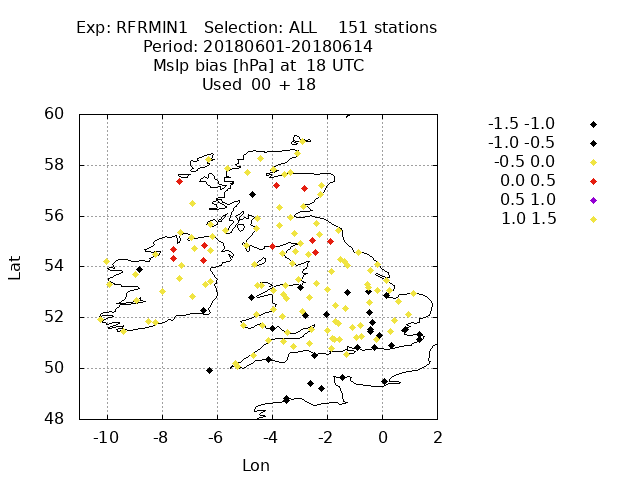 Exp: RFRMIN1   Selection: ALL    151 stations
Period: 20180601-20180614
Mslp bias [hPa] at  18 UTC
Used  00 + 18
-1.5 -1.0
-1.0 -0.5
-0.5 0.0
0.0 0.5
0.5 1.0
1.0 1.5
Lat
60
58
56
54
52
50
48
-10 -8 -6 -4 -2 0 2
Lon